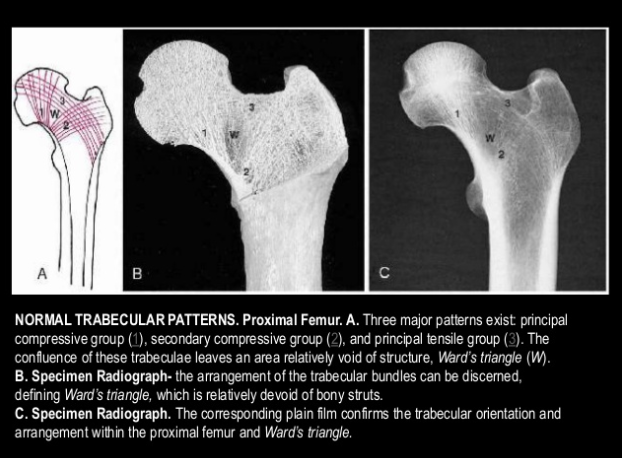 3
1
W
2
A
3
1
W
2
B
3
1
W
2
C
NORMAL TRABECULAR PATTERNS. Proximal Femur. A. Three major patterns exist: principal
compressive group (1), secondary compressive group (2), and principal tensile group (3). The
confluence of these trabeculae leaves an area relatively void of structure, Ward's triangle (W).
B. Specimen Radiograph- the arrangement of the trabecular bundles can be discerned,
defining Ward's triangle, which is relatively devoid of bony struts.
C. Specimen Radiograph. The corresponding plain film confirms the trabecular orientation and
arrangement within the proximal femur and Ward's triangle.